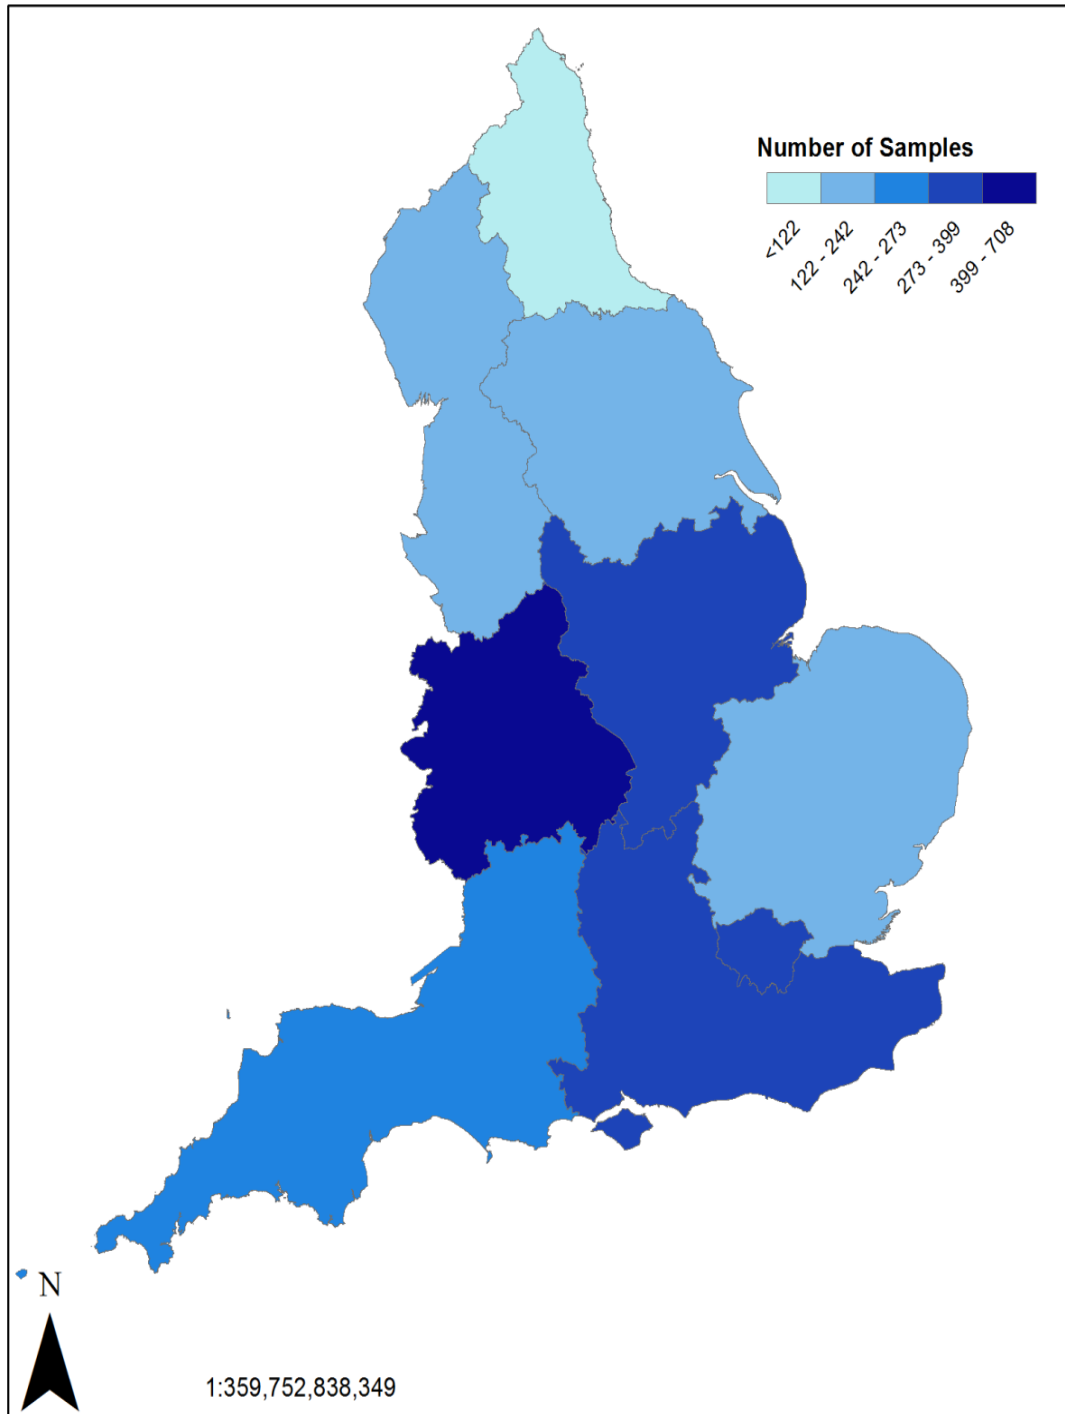 Number of Samples
<122
122 - 242
242 - 273
273 - 399
399 - 708
N
1:359,752,838,349